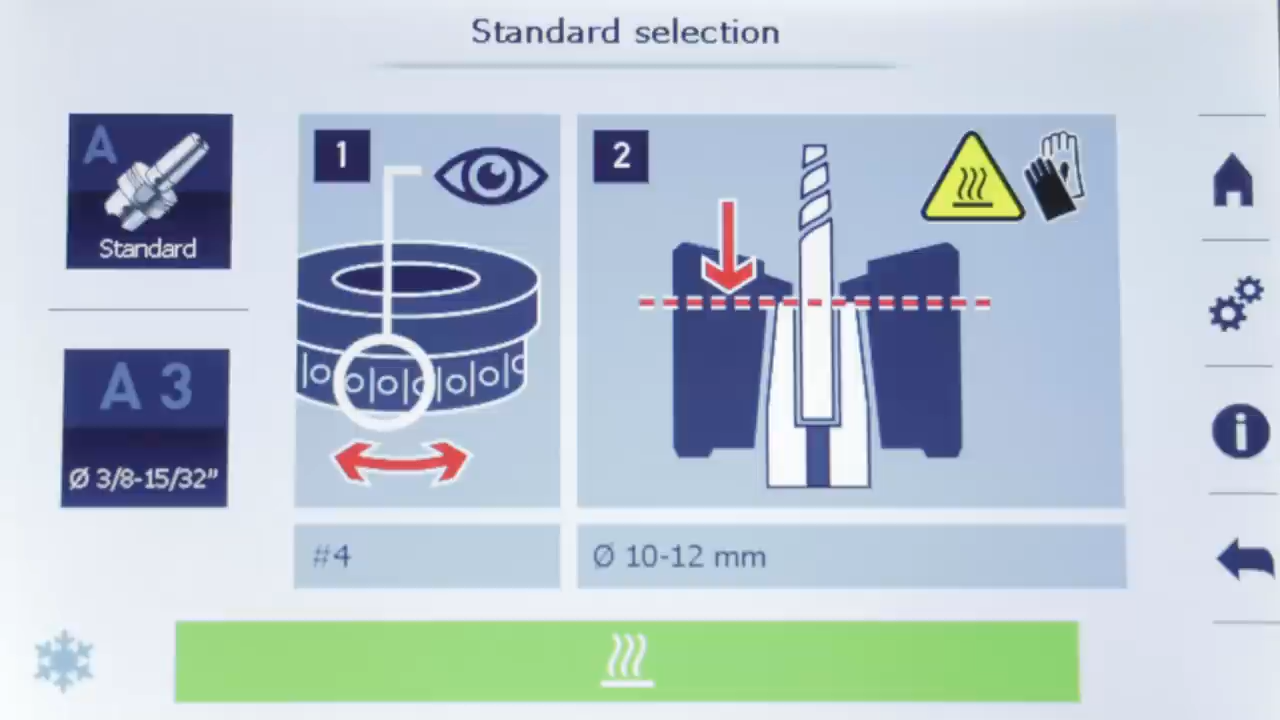 Standard selection
A
Standard
1
2
A 3
Ø 3/8-15/32”
#4
Ø 10-12 mm